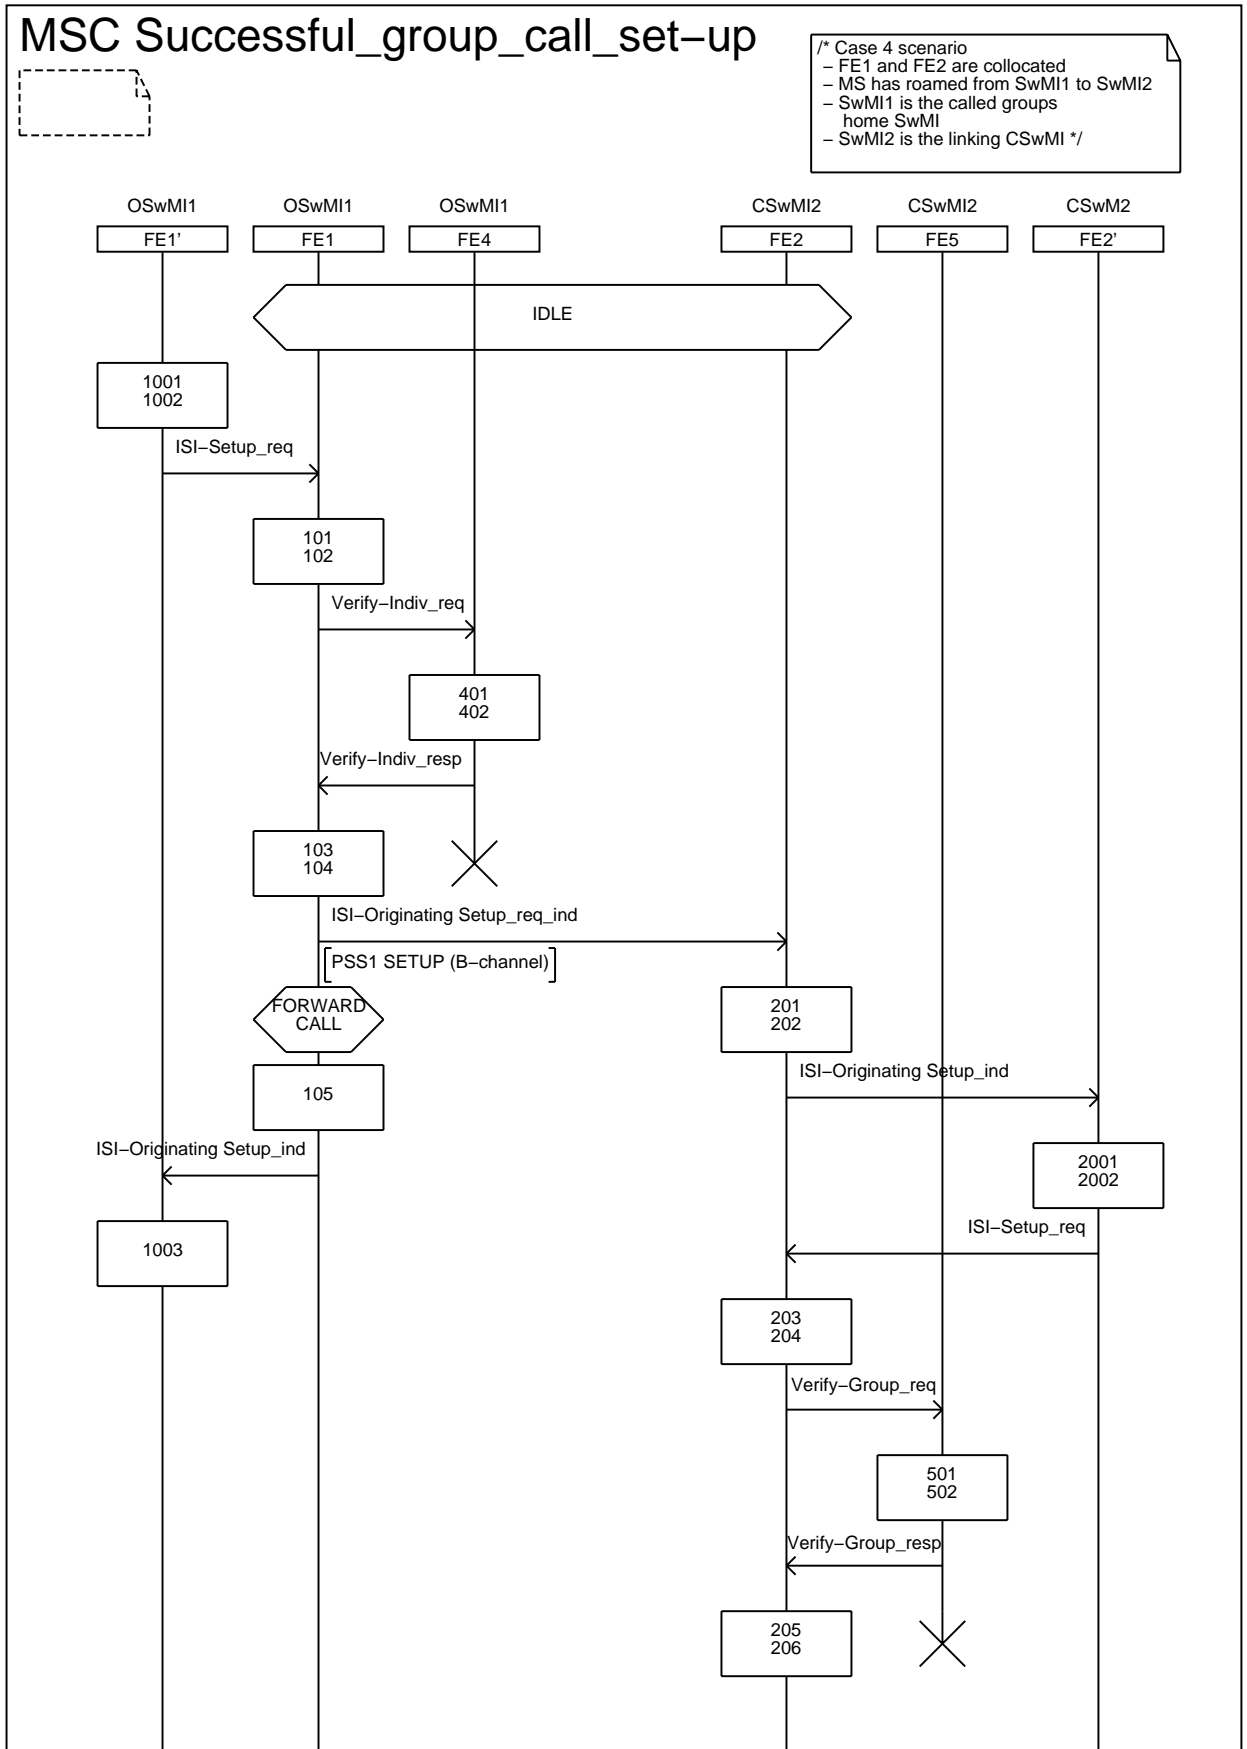 MSC Successful_group_call_set−up
/* Case 4 scenario
− FE1 and FE2 are collocated
− MS has roamed from SwMI1 to SwMI2
− SwMI1 is the called groups
home SwMI
− SwMI2 is the linking CSwMI */
OSwMI1 OSwMI1 OSwMI1 CSwMI2 CSwMI2 CSwM2
FE1’ FE1 FE4 FE2 FE5 FE2’
IDLE
1001
1002
ISI−Setup_req
101
102
Verify−Indiv_req
401
402
Verify−Indiv_resp
103
104
ISI−Originating Setup_req_ind
PSS1 SETUP (B−channel)
FORWARD
CALL
201
202
ISI−Originating Setup_ind
105
ISI−Originating Setup_ind
2001
2002
ISI−Setup_req
1003
203
204
Verify−Group_req
501
502
Verify−Group_resp
205
206